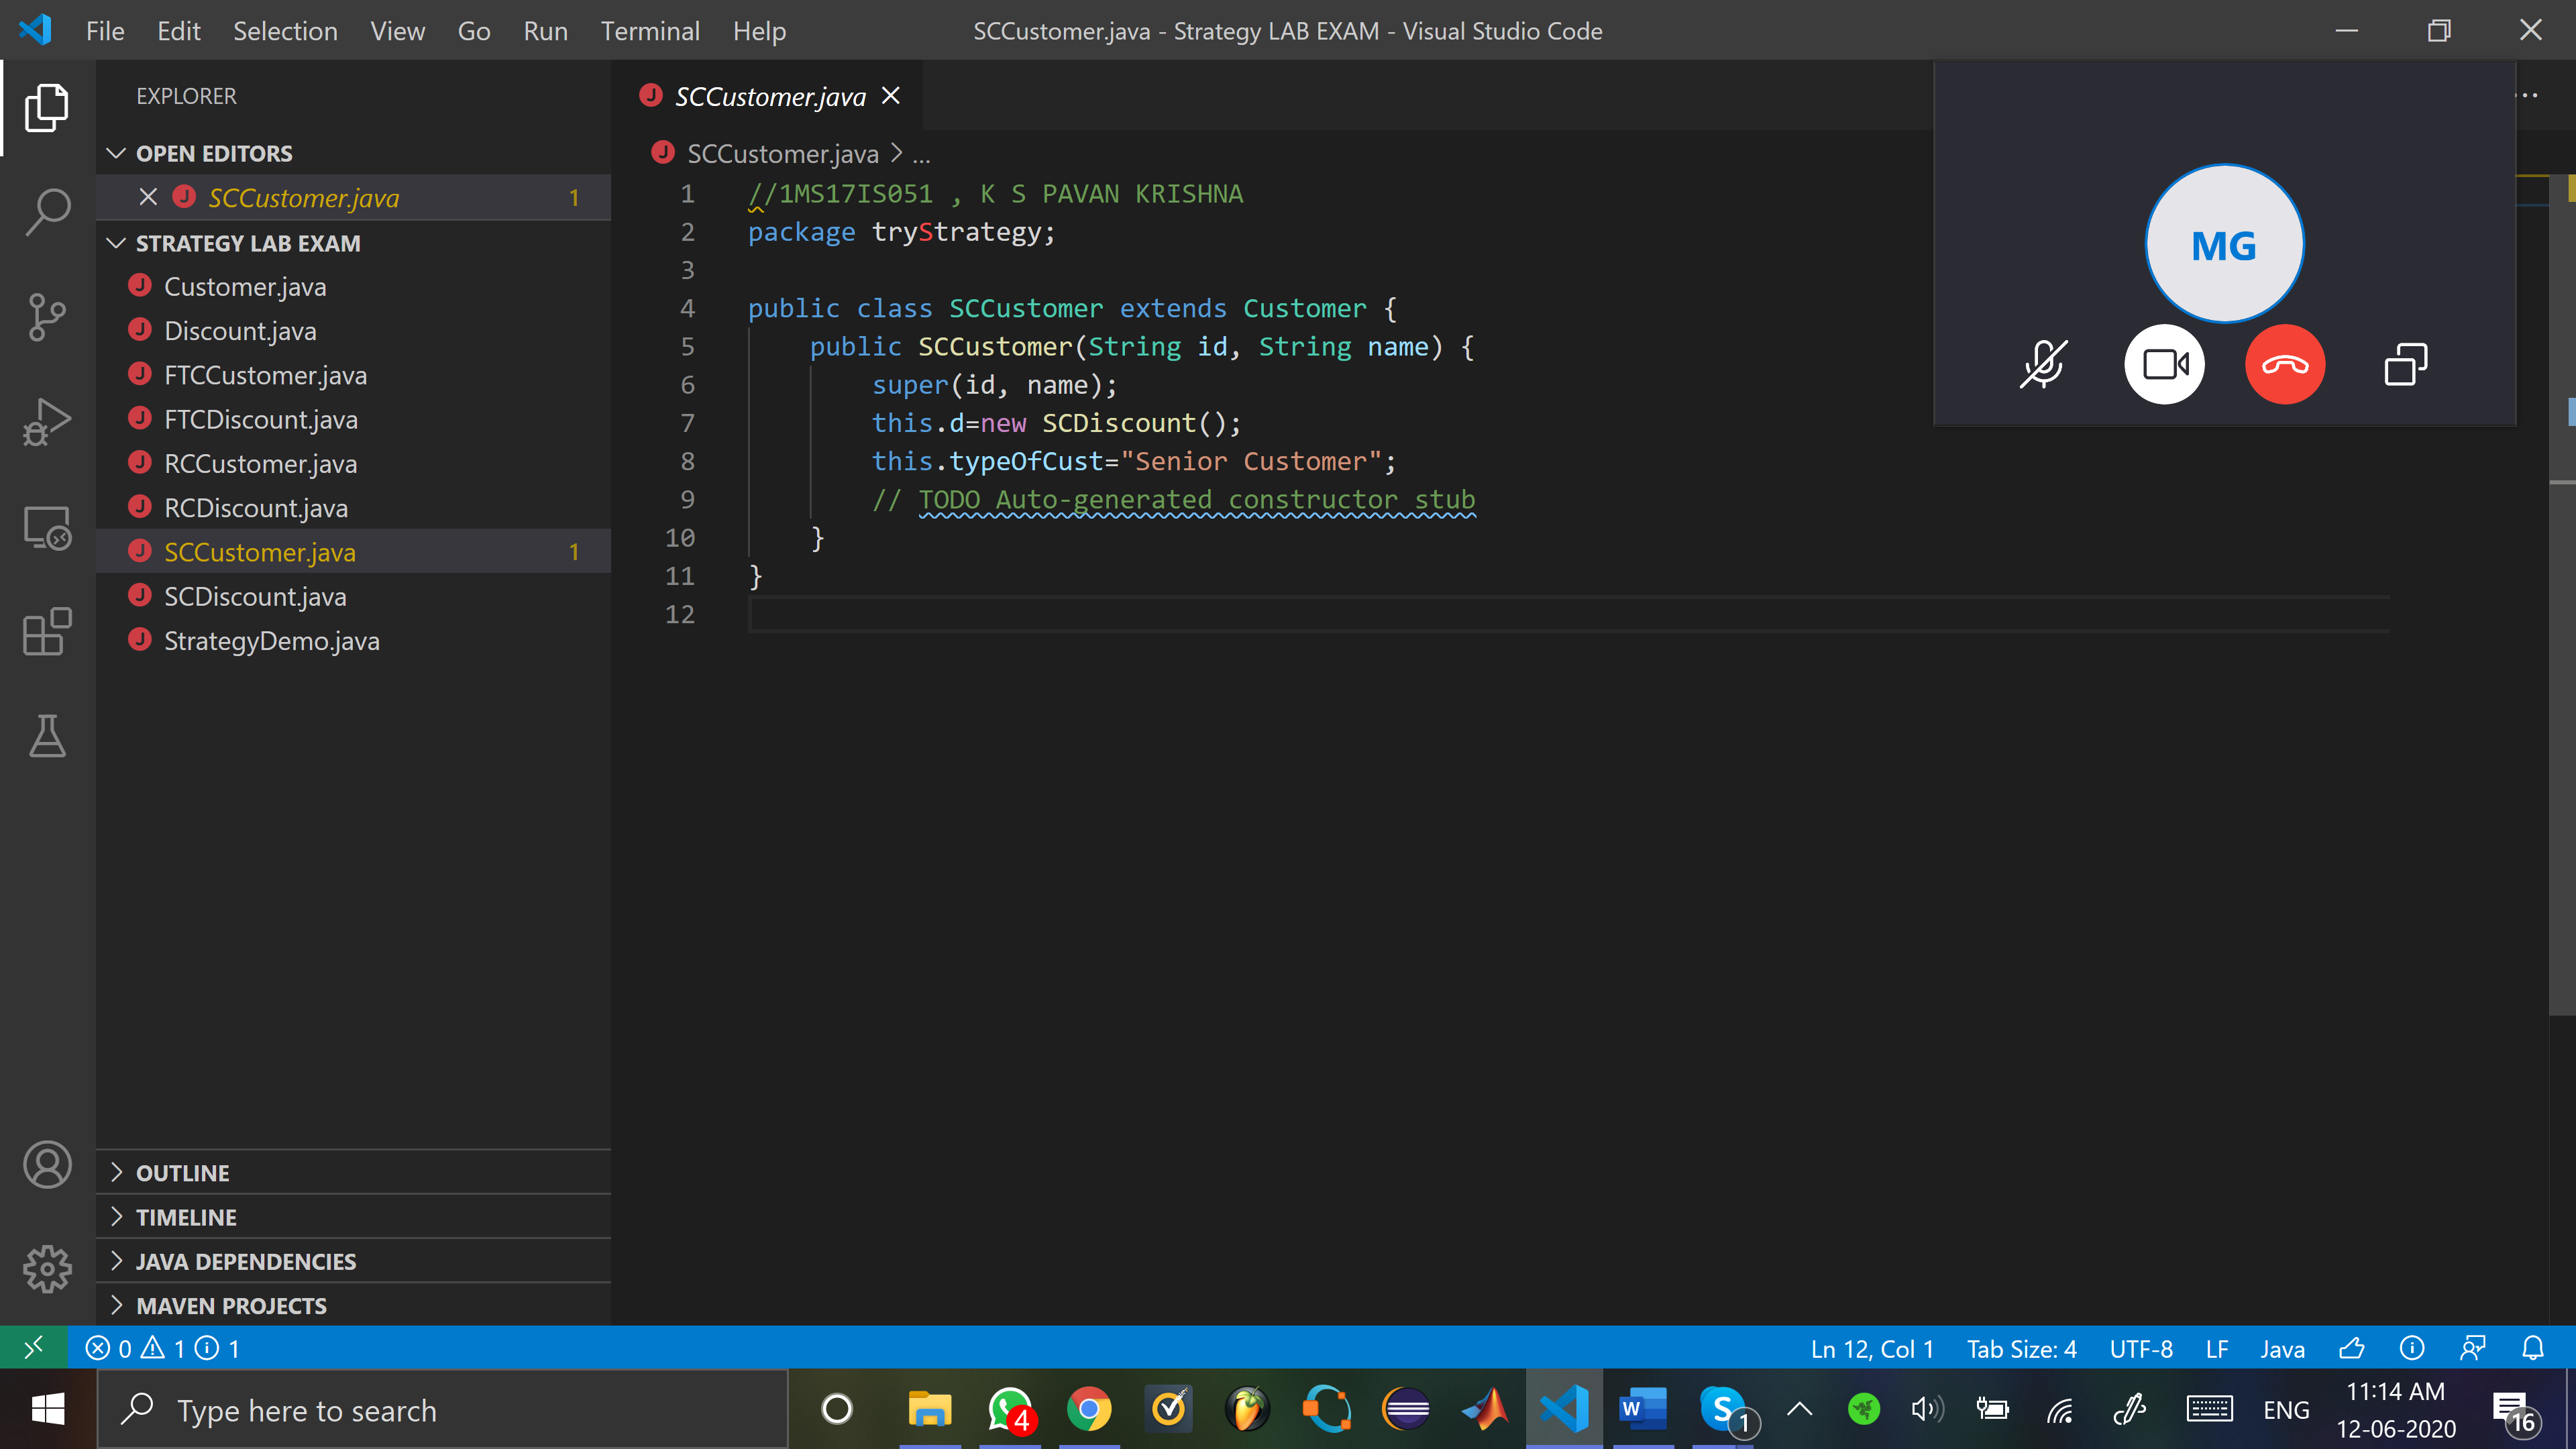 File Edit Selection View Go Run Terminal Help
SCCustomer.java - Strategy LAB EXAM - Visual Studio Code
EXPLORER
OPEN EDITORS
SCCustomer.java 1
STRATEGY LAB EXAM
Customer.java
Discount.java
FTCCustomer.java
FTCDiscount.java
RCCustomer.java
RCDiscount.java
SCCustomer.java 1
SCDiscount.java
StrategyDemo.java
OUTLINE
TIMELINE
JAVA DEPENDENCIES
MAVEN PROJECTS
SCCustomer.java
SCCustomer.java > ...
1 //1MS17IS051 , K S PAVAN KRISHNA
2 package tryStrategy;
3
4 public class SCCustomer extends Customer {
5 public SCCustomer(String id, String name) {
6 super(id, name);
7 this.d=new SCDiscount();
8 this.typeOfCust="Senior Customer";
9 // TODO Auto-generated constructor stub
10 }
11 }
12
MG
0 1 1
Ln 12, Col 1 Tab Size: 4 UTF-8 LF Java
Type here to search
4
W
S 1
ENG
11:14 AM
12-06-2020
16